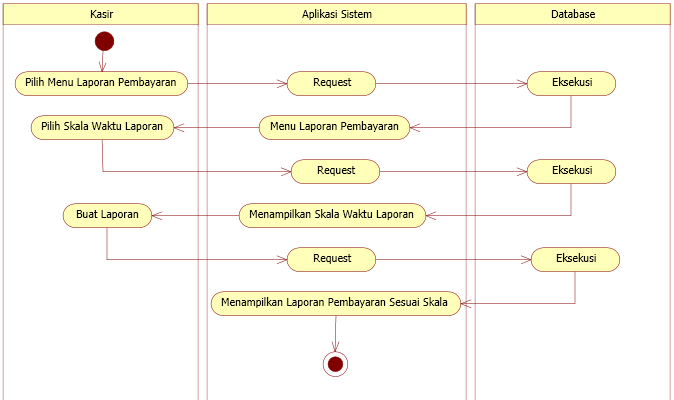 Kasir
Aplikasi Sistem
Database
Pilih Menu Laporan Pembayaran
Request
Eksekusi
Pilih Skala Waktu Laporan
Menu Laporan Pembayaran
Request
Eksekusi
Buat Laporan
Menampilkan Skala Waktu Laporan
Request
Eksekusi
Menampilkan Laporan Pembayaran Sesuai Skala